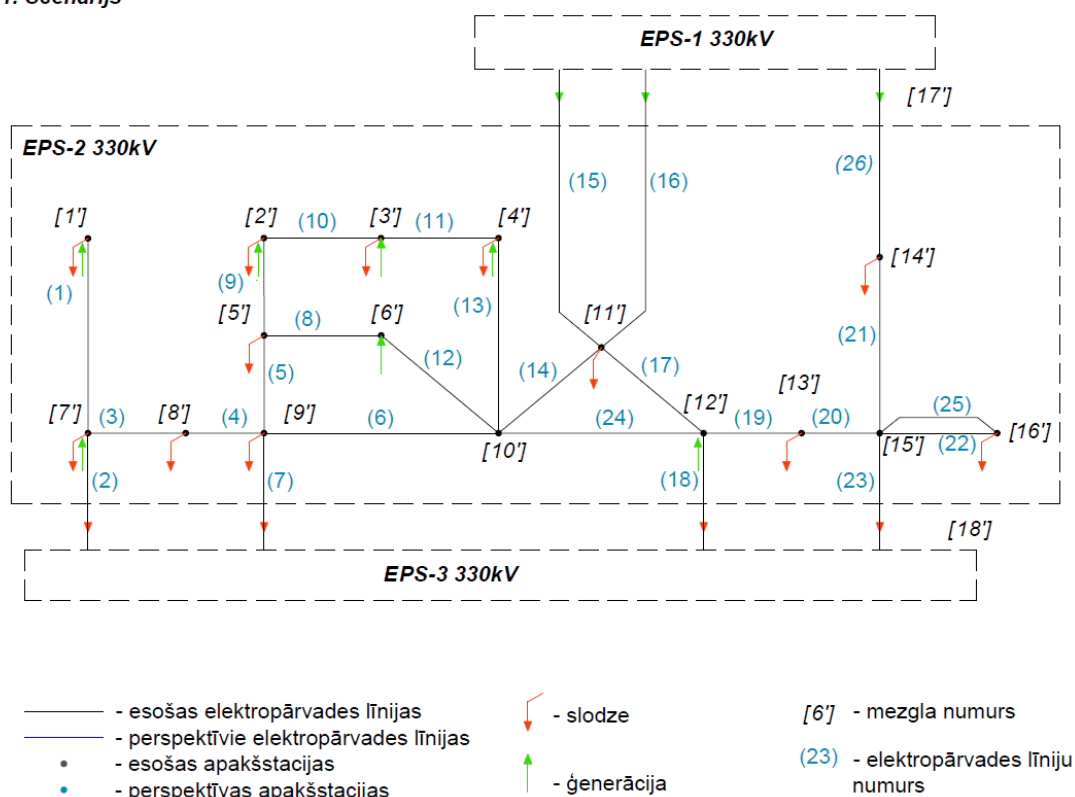 1. Scenārijs
EPS-1 330kV
[17']
EPS-2 330kV
(15) (16) (26)
[1'] [2'] (10) [3'] (11) [4']
[14']
(1) (9) (13)
[5'] (8) [6'] [11'] (21)
(5) (12) (14) (17) [13']
[7'] (3) [8'] (4) [9'] (6) (24) [12'] (19) (20) (25)
[10'] [15'] (22) [16']
(2) (7) (18) (23)
[18']
EPS-3 330kV
- esošas elektropārvades līnijas
- perspektīvie elektropārvades līnijas
- esošas apakšstacijas
- perspektīvas apakšstacijas
- slodze
- ģenerācija
[6'] - mezgla numurs
(23) - elektropārvades līniju
numurs